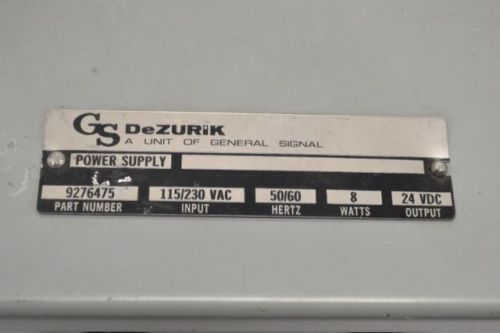 GS DeZURIK
A UNIT OF GENERAL SIGNAL
POWER SUPPLY
9276475 115/230 VAC 50/60 8 24 VDC
PART NUMBER INPUT HERTZ WATTS OUTPUT